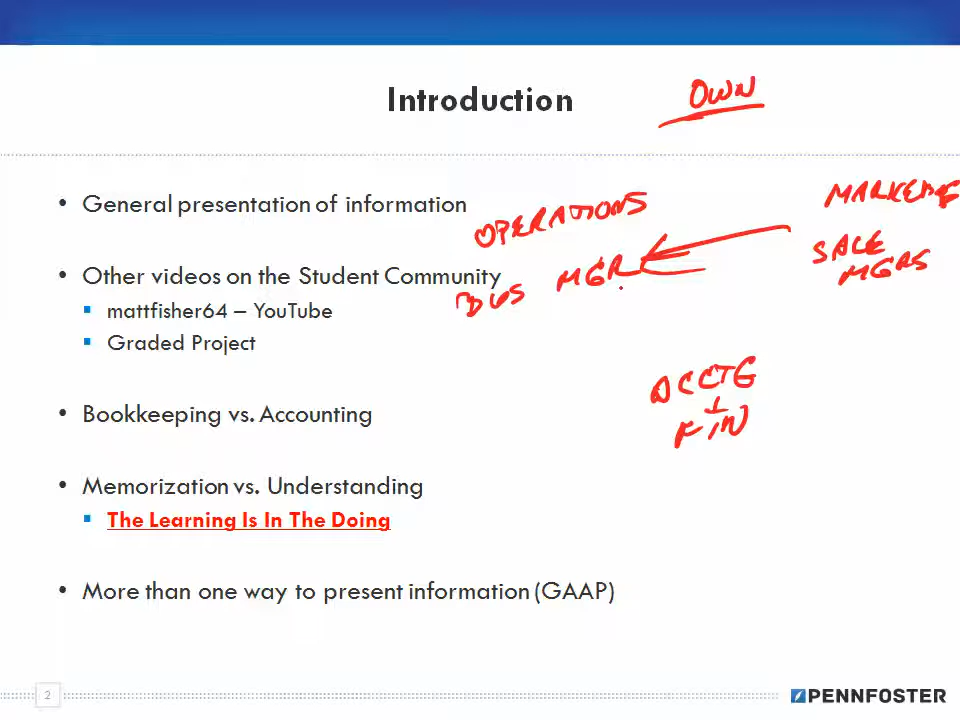 Introduction
OWN
• General presentation of information
OPERATIONS
MARKETING
SALE
MGRS
• Other videos on the Student Community
BUS MGR
▪ mattfisher64 – YouTube
▪ Graded Project
ACCTG
+
FIN
• Bookkeeping vs. Accounting
• Memorization vs. Understanding
▪ The Learning Is In The Doing
• More than one way to present information (GAAP)
2
PENNFOSTER